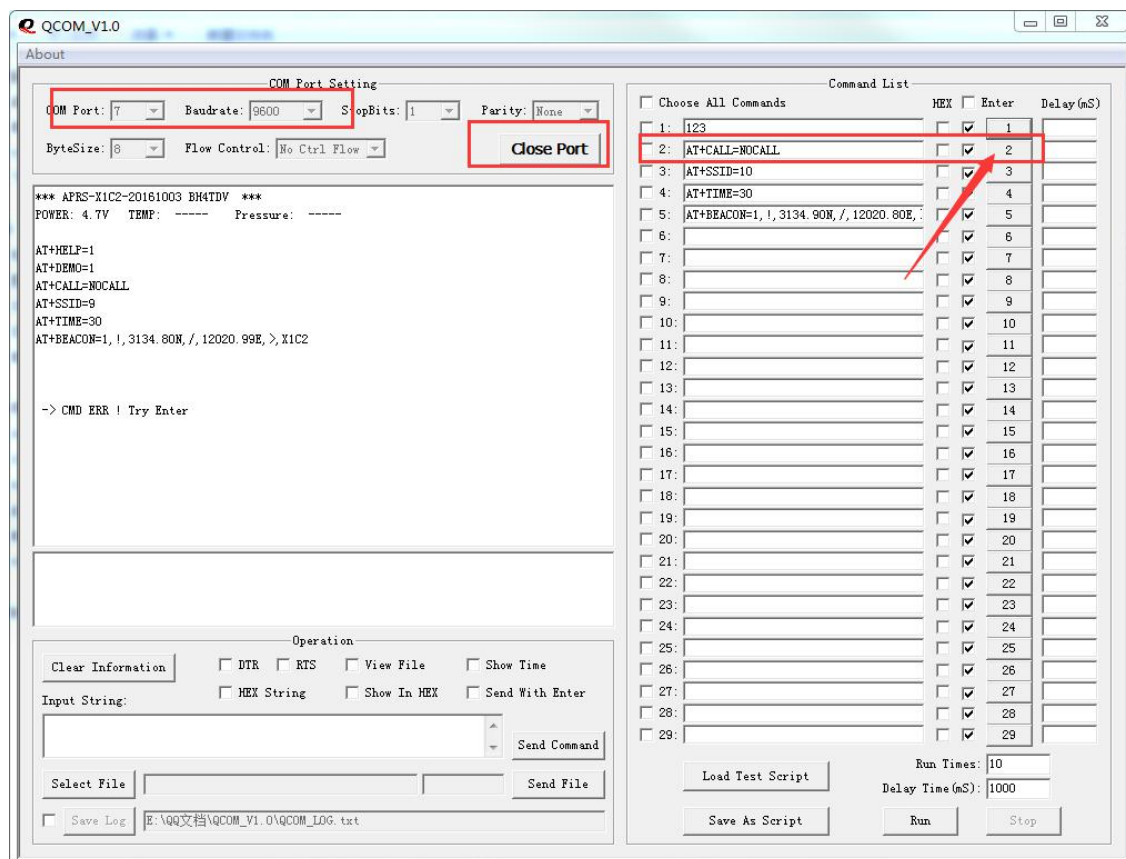 QCOM_V1.0
About
COM Port Setting
COM Port: 7 Baudrate: 9600 StopBits: 1 Parity: None
ByteSize: 8 Flow Control: No Ctrl Flow Close Port
*** APRS-X1C2-20161003 BH4TDV ***
POWER: 4.7V TEMP: ----- Pressure: -----
AT+HELP=1
AT+DEMO=1
AT+CALL=NOCALL
AT+SSID=9
AT+TIME=30
AT+BEACON=1,!,3134.80N,/,12020.99E,>,X1C2
-> CMD ERR ! Try Enter
Operation
Clear Information DTR RTS View File Show Time
HEX String Show In HEX Send With Enter
Input String:
Send Command
Select File Send File
Save Log E:\QQ文档\QCOM_V1.0\QCOM_LOG.txt
Command List
Choose All Commands HEX Enter Delay(mS)
1: 123 1
2: AT+CALL=NOCALL 2
3: AT+SSID=10 3
4: AT+TIME=30 4
5: AT+BEACON=1,!,3134.90N,/,12020.80E, 5
6: 6
7: 7
8: 8
9: 9
10: 10
11: 11
12: 12
13: 13
14: 14
15: 15
16: 16
17: 17
18: 18
19: 19
20: 20
21: 21
22: 22
23: 23
24: 24
25: 25
26: 26
27: 27
28: 28
29: 29
Load Test Script Run Times: 10
Delay Time(mS): 1000
Save As Script Run Stop